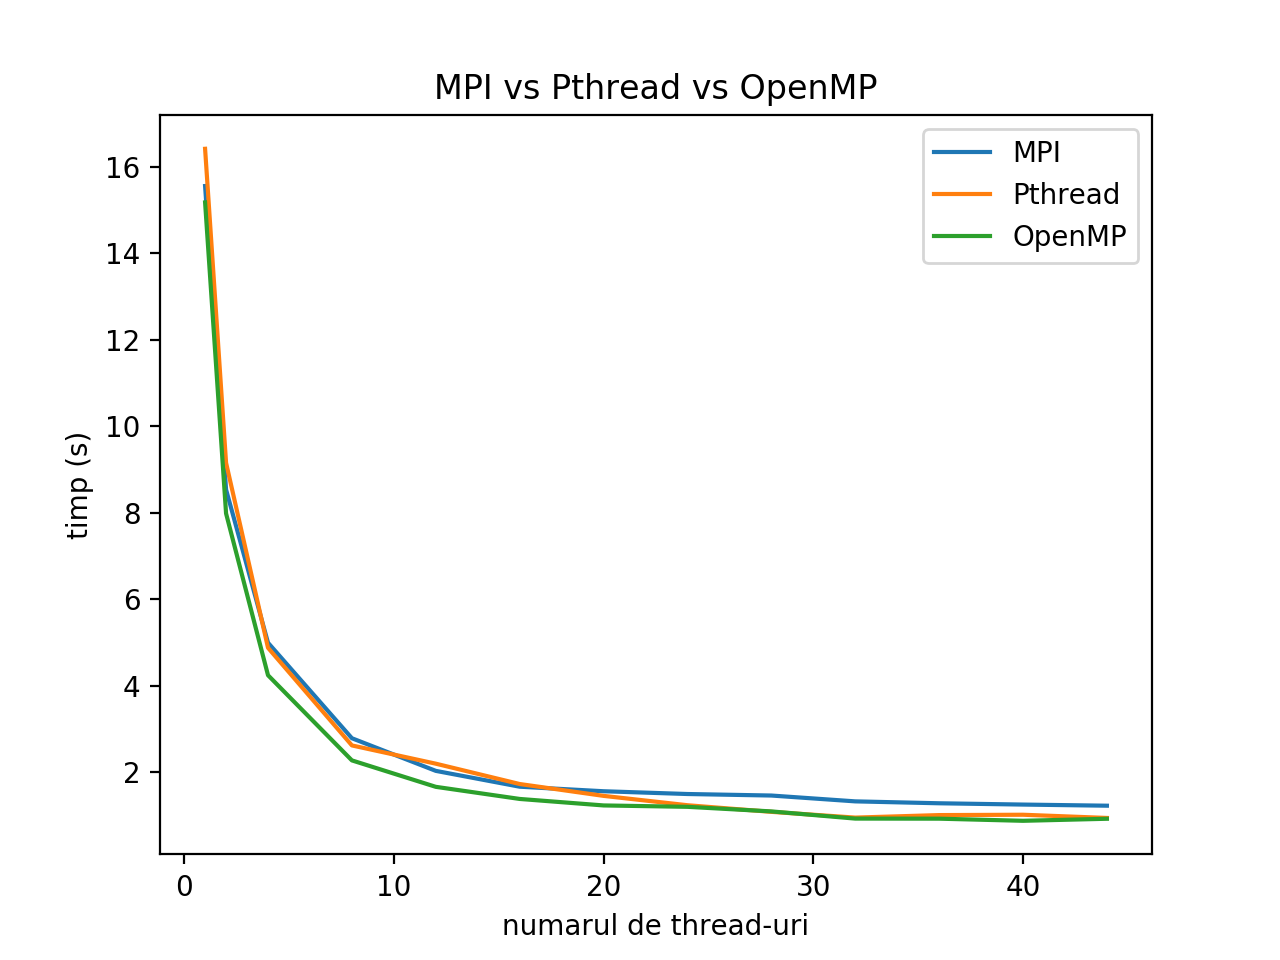 MPI vs Pthread vs OpenMP
MPI
Pthread
OpenMP
timp (s)
16
14
12
10
8
6
4
2
0 10 20 30 40
numarul de thread-uri